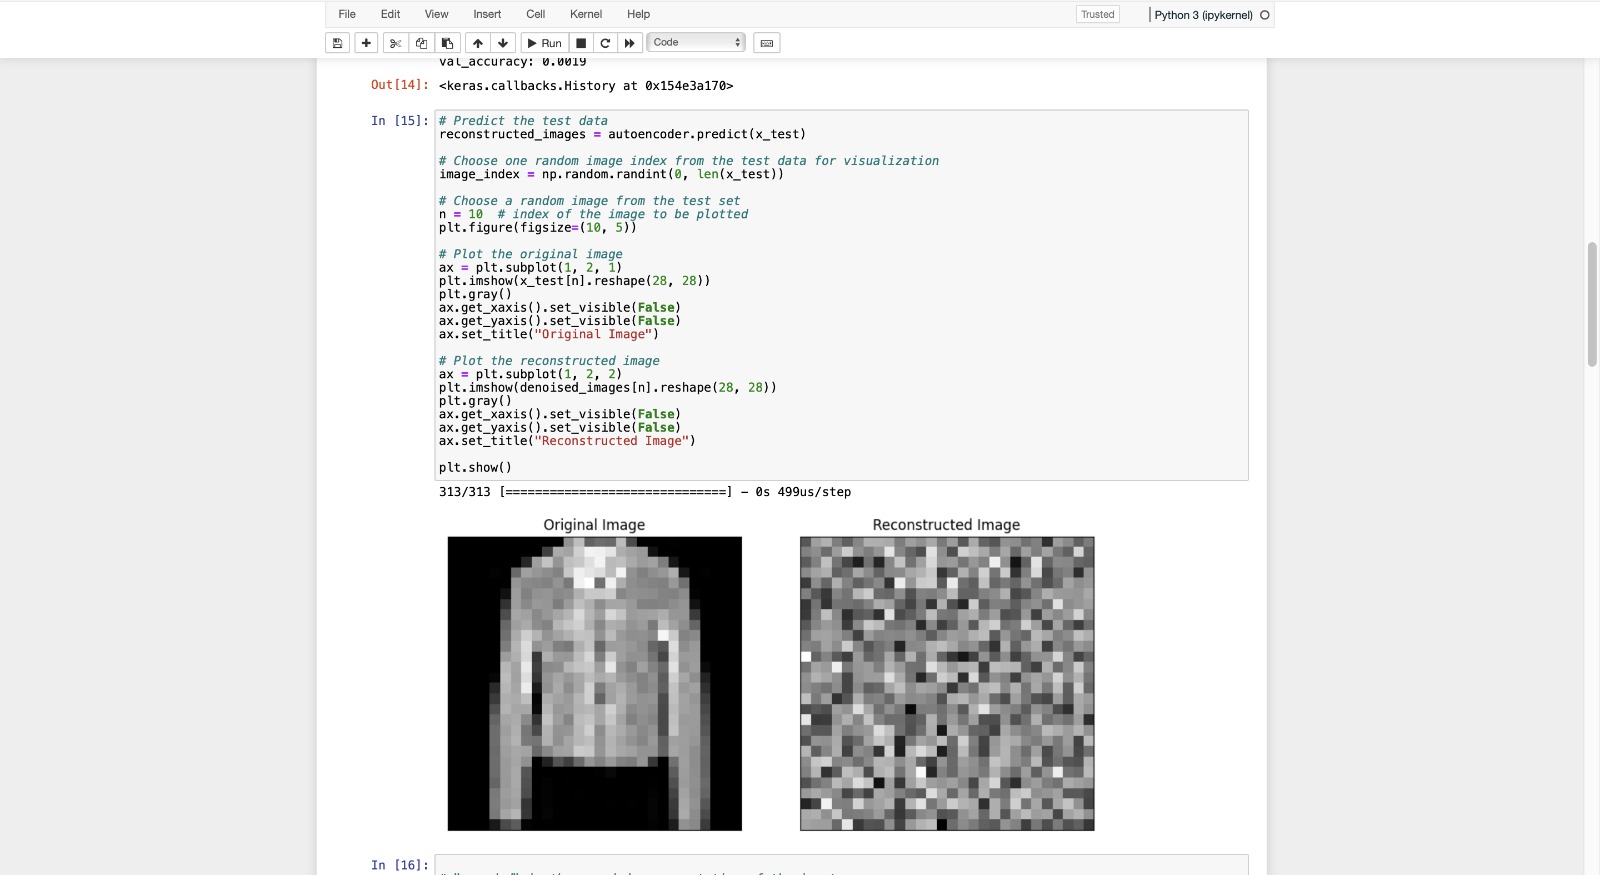 File Edit View Insert Cell Kernel Help Trusted Python 3 (ipykernel)
Run Code
val_accuracy: 0.0019
Out[14]: <keras.callbacks.History at 0x154e3a170>
In [15]: # Predict the test data
reconstructed_images = autoencoder.predict(x_test)
# Choose one random image index from the test data for visualization
image_index = np.random.randint(0, len(x_test))
# Choose a random image from the test set
n = 10  # index of the image to be plotted
plt.figure(figsize=(10, 5))
# Plot the original image
ax = plt.subplot(1, 2, 1)
plt.imshow(x_test[n].reshape(28, 28))
plt.gray()
ax.get_xaxis().set_visible(False)
ax.get_yaxis().set_visible(False)
ax.set_title("Original Image")
# Plot the reconstructed image
ax = plt.subplot(1, 2, 2)
plt.imshow(denoised_images[n].reshape(28, 28))
plt.gray()
ax.get_xaxis().set_visible(False)
ax.get_yaxis().set_visible(False)
ax.set_title("Reconstructed Image")
plt.show()
313/313 [==============================] - 0s 499us/step
Original Image Reconstructed Image
In [16]: